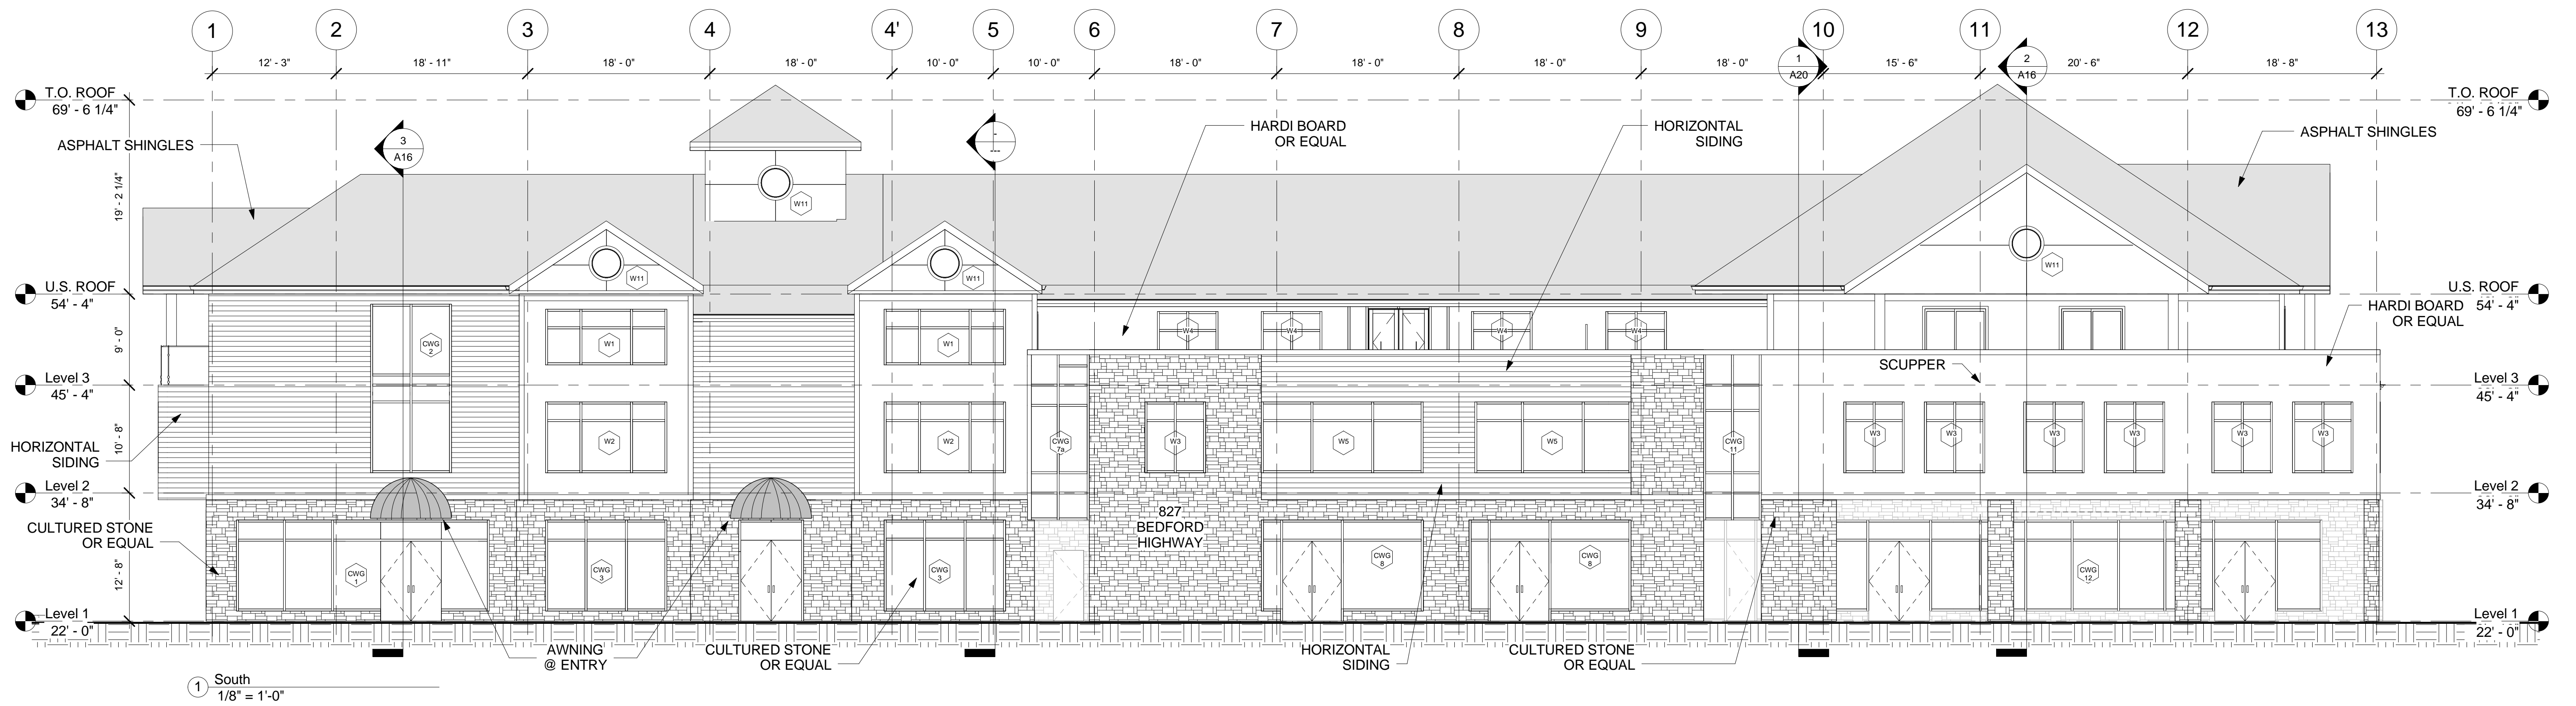 1 2 3 4 4' 5 6 7 8 9 10 11 12 13
12' - 3" 18' - 11" 18' - 0" 18' - 0" 10' - 0" 10' - 0" 18' - 0" 18' - 0" 18' - 0" 18' - 0" 15' - 6" 20' - 6" 18' - 8"
1
A20
2
A16
T.O. ROOF
69' - 6 1/4"
T.O. ROOF
69' - 6 1/4"
ASPHALT SHINGLES
3
A16
-
---
HARDI BOARD
OR EQUAL
HORIZONTAL
SIDING
ASPHALT SHINGLES
19' - 2 1/4"
W11
W11
W11
W11
U.S. ROOF
54' - 4"
U.S. ROOF
54' - 4"
HARDI BOARD
OR EQUAL
9' - 0"
CWG
2
W1
W1
W4
W4
W4
W4
SCUPPER
Level 3
45' - 4"
Level 3
45' - 4"
10' - 8"
HORIZONTAL
SIDING
W2
W2
CWG
7a
W3
W5
W5
CWG
11
W3
W3
W3
W3
W3
W3
Level 2
34' - 8"
Level 2
34' - 8"
CULTURED STONE
OR EQUAL
827
BEDFORD
HIGHWAY
12' - 8"
CWG
1
CWG
3
CWG
3
CWG
8
CWG
8
CWG
12
Level 1
22' - 0"
Level 1
22' - 0"
AWNING
@ ENTRY
CULTURED STONE
OR EQUAL
HORIZONTAL
SIDING
CULTURED STONE
OR EQUAL
1 South
1/8" = 1'-0"